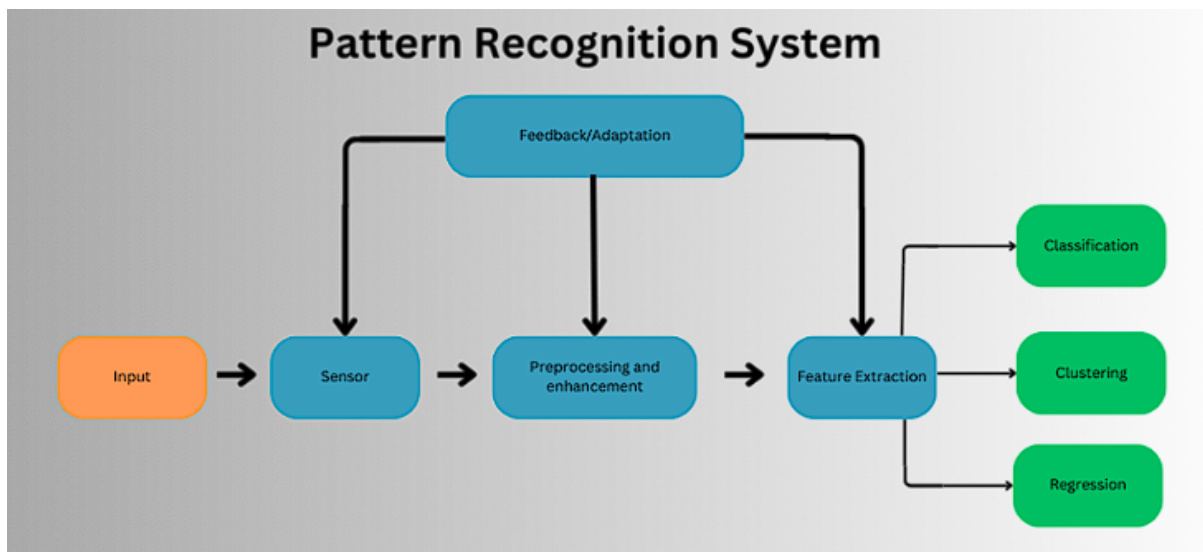 Pattern Recognition System
Feedback/Adaptation
Input
Sensor
Preprocessing and
enhancement
Feature Extraction
Classification
Clustering
Regression